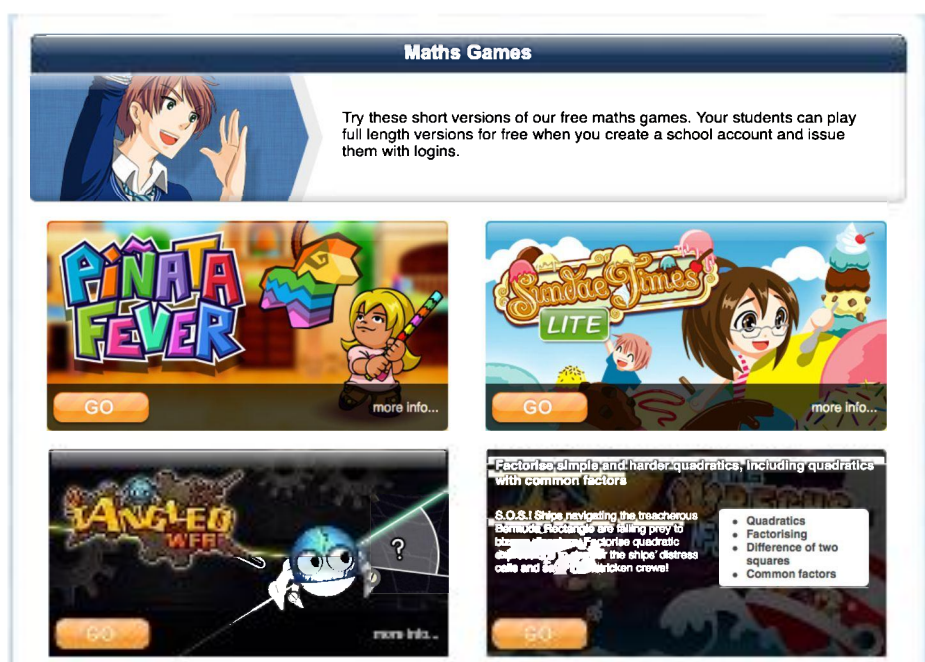 Maths Games
Try these short versions of our free maths games. Your students can play
full length versions for free when you create a school account and issue
them with logins.
PIÑATA
FEVER
GO
more info...
Sundae Times
LITE
GO
more info...
TANGLED
WEB
?
GO
more info...
Factorise simple and harder quadratics, including quadratics
with common factors
S.O.S.! Ships navigating the treacherous
Bermuda Rectangle are falling prey to
Factorise quadratic
the ships' distress
calls and
crews!
Quadratics
Factorising
Difference of two
squares
Common factors
GO